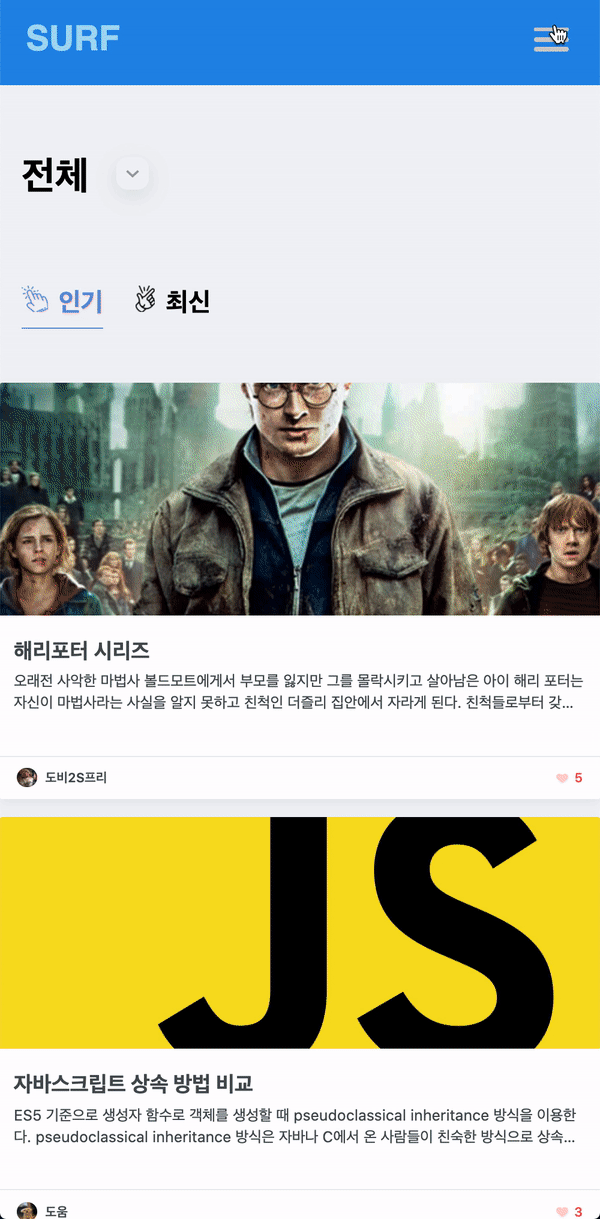 SURF
전체
인기
최신
해리포터 시리즈
오래전 사악한 마법사 볼드모트에게서 부모를 잃지만 그를 몰락시키고 살아남은 아이 해리 포터는
자신이 마법사라는 사실을 알지 못하고 친척인 더즐리 집안에서 자라게 된다. 친척들로부터 갖...
도비2S프리
5
JS
자바스크립트 상속 방법 비교
ES5 기준으로 생성자 함수로 객체를 생성할 때 pseudoclassical inheritance 방식을 이용한
다. pseudoclassical inheritance 방식은 자바나 C에서 온 사람들이 친숙한 방식으로 상속...
도움
3